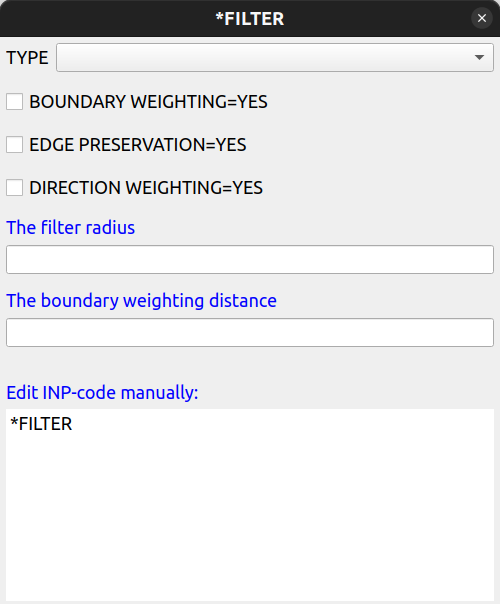 *FILTER
TYPE
BOUNDARY WEIGHTING=YES
EDGE PRESERVATION=YES
DIRECTION WEIGHTING=YES
The filter radius
The boundary weighting distance
Edit INP-code manually:
*FILTER